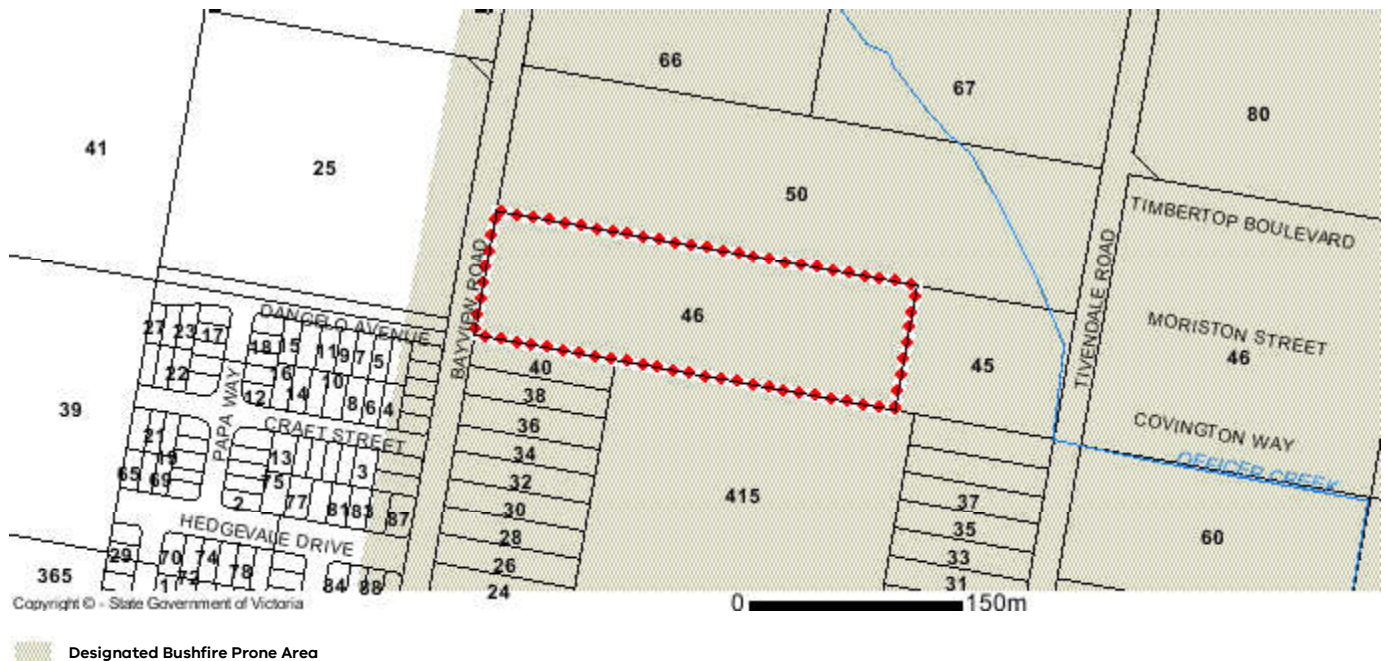 66
67
80
41
25
50
TIMBERTOP BOULEVARD
BAYVIEW ROAD
TIVENDALE ROAD
46
MORISTON STREET
46
DANGELO AVENUE
27 23 17
18 15 11 9 7 5
22
16 10
12 14 8 6 4
40
45
38
39
PAPA WAY
CRAFT STREET
36
COVINGTON WAY
21
19
13
3
34
OFFICER CREEK
65 69
75
32
2
77 81 83 87
30
415
37
HEDGEVALE DRIVE
28
35
60
29 70 74
72 78
26
33
365
1
84 88
24
31
Copyright © - State Government of Victoria
0 150m
Designated Bushfire Prone Area